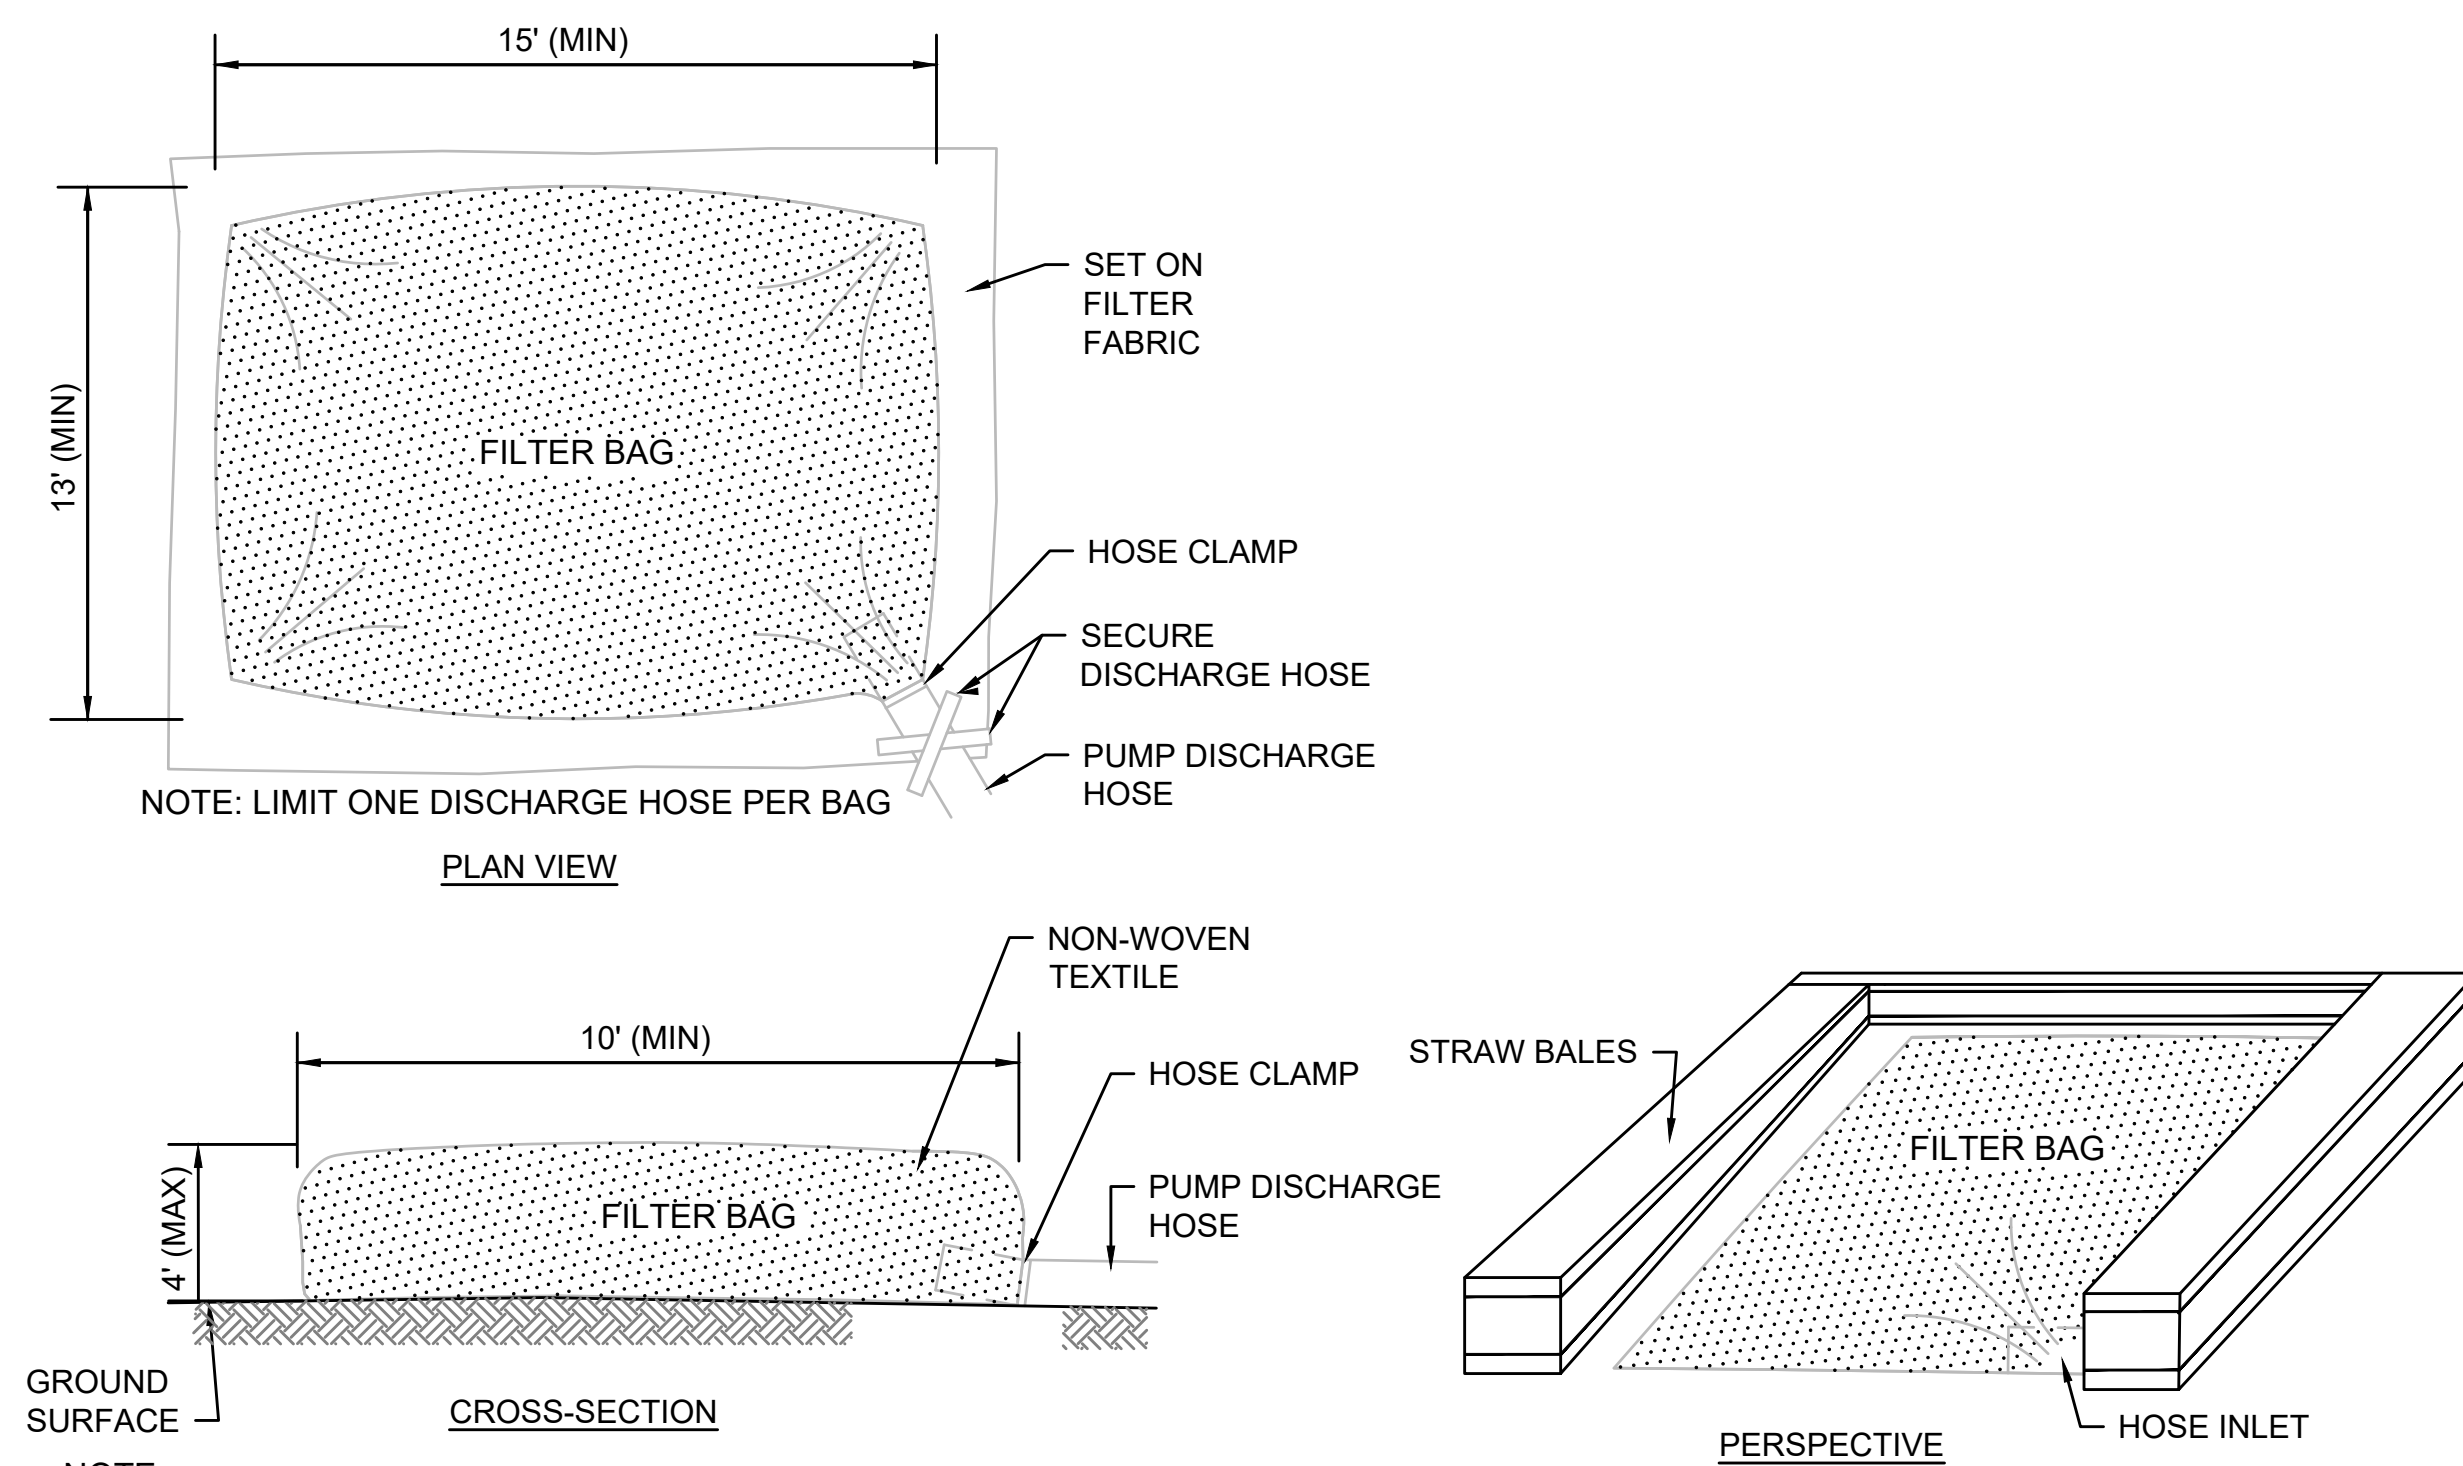 15' (MIN)
13' (MIN)
FILTER BAG
SET ON
FILTER
FABRIC
HOSE CLAMP
SECURE
DISCHARGE HOSE
PUMP DISCHARGE
HOSE
NOTE: LIMIT ONE DISCHARGE HOSE PER BAG
PLAN VIEW
NON-WOVEN
TEXTILE
10' (MIN)
HOSE CLAMP
4' (MAX)
FILTER BAG
PUMP DISCHARGE
HOSE
GROUND
SURFACE
CROSS-SECTION
NOTE
STRAW BALES
FILTER BAG
HOSE INLET
PERSPECTIVE